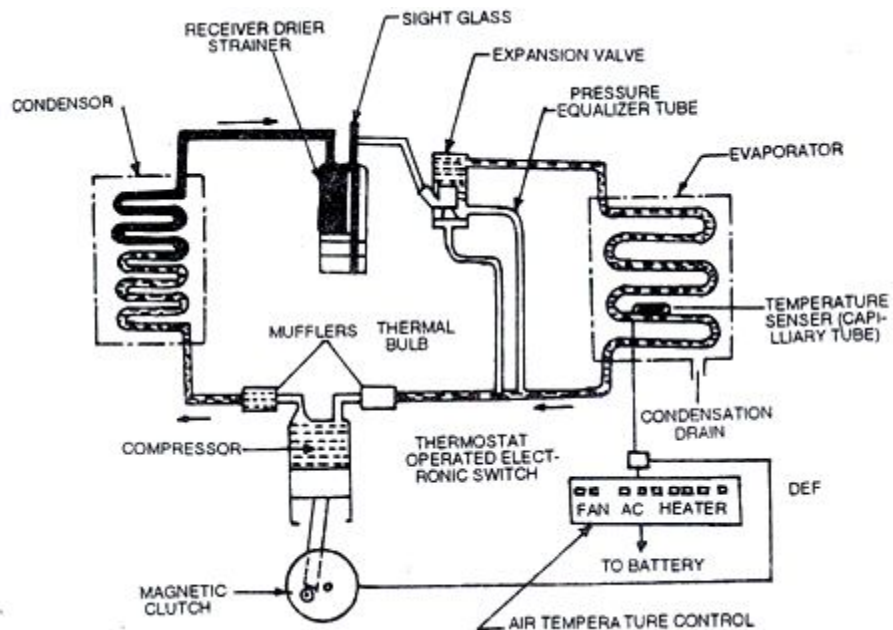 RECEIVER DRIER
STRAINER
SIGHT GLASS
EXPANSION VALVE
CONDENSOR
PRESSURE
EQUALIZER TUBE
EVAPORATOR
MUFFLERS
THERMAL
BULB
TEMPERATURE
SENSER (CAPI-
LLIARY TUBE)
CONDENSATION
DRAIN
COMPRESSOR
THERMOSTAT
OPERATED ELECT-
RONIC SWITCH
DEF
FAN AC HEATER
TO BATTERY
MAGNETIC
CLUTCH
AIR TEMPERATURE CONTROL